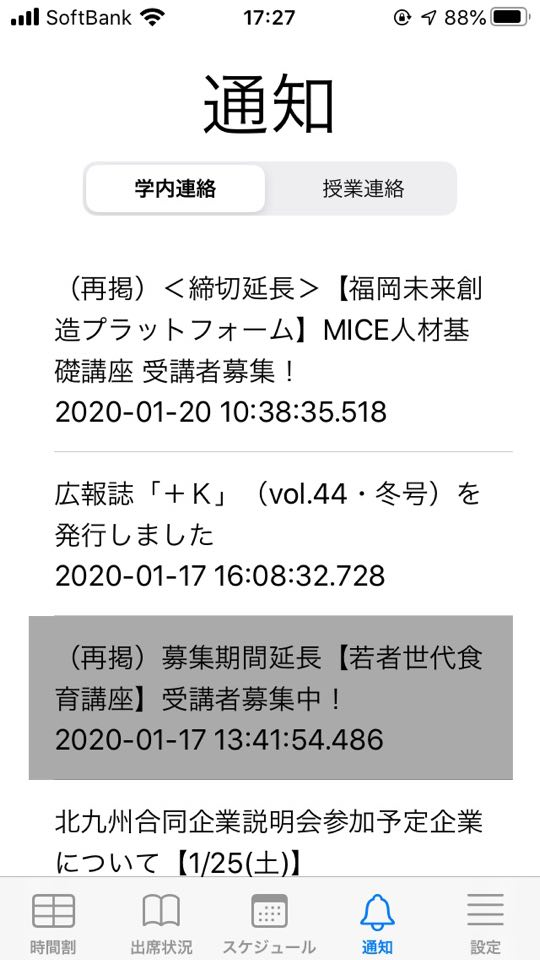 SoftBank 17:27 88%
通知
学内連絡 授業連絡
（再掲）＜締切延長＞【福岡未来創
造プラットフォーム】MICE人材基
礎講座 受講者募集！
2020-01-20 10:38:35.518
広報誌「＋Ｋ」（vol.44・冬号）を
発行しました
2020-01-17 16:08:32.728
（再掲）募集期間延長【若者世代食
育講座】受講者募集中！
2020-01-17 13:41:54.486
北九州合同企業説明会参加予定企業
について【1/25(土)】
時間割 出席状況 スケジュール 通知 設定